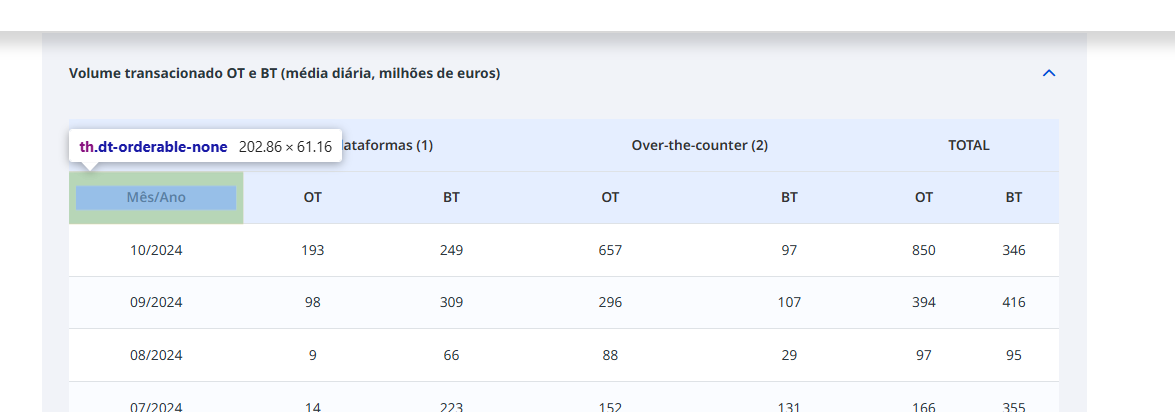 Volume transacionado OT e BT (média diária, milhões de euros)
th.dt-orderable-none 202.86 × 61.16
ataformas (1) Over-the-counter (2) TOTAL
Mês/Ano OT BT OT BT OT BT
10/2024 193 249 657 97 850 346
09/2024 98 309 296 107 394 416
08/2024 9 66 88 29 97 95
07/2024 14 223 152 131 166 355